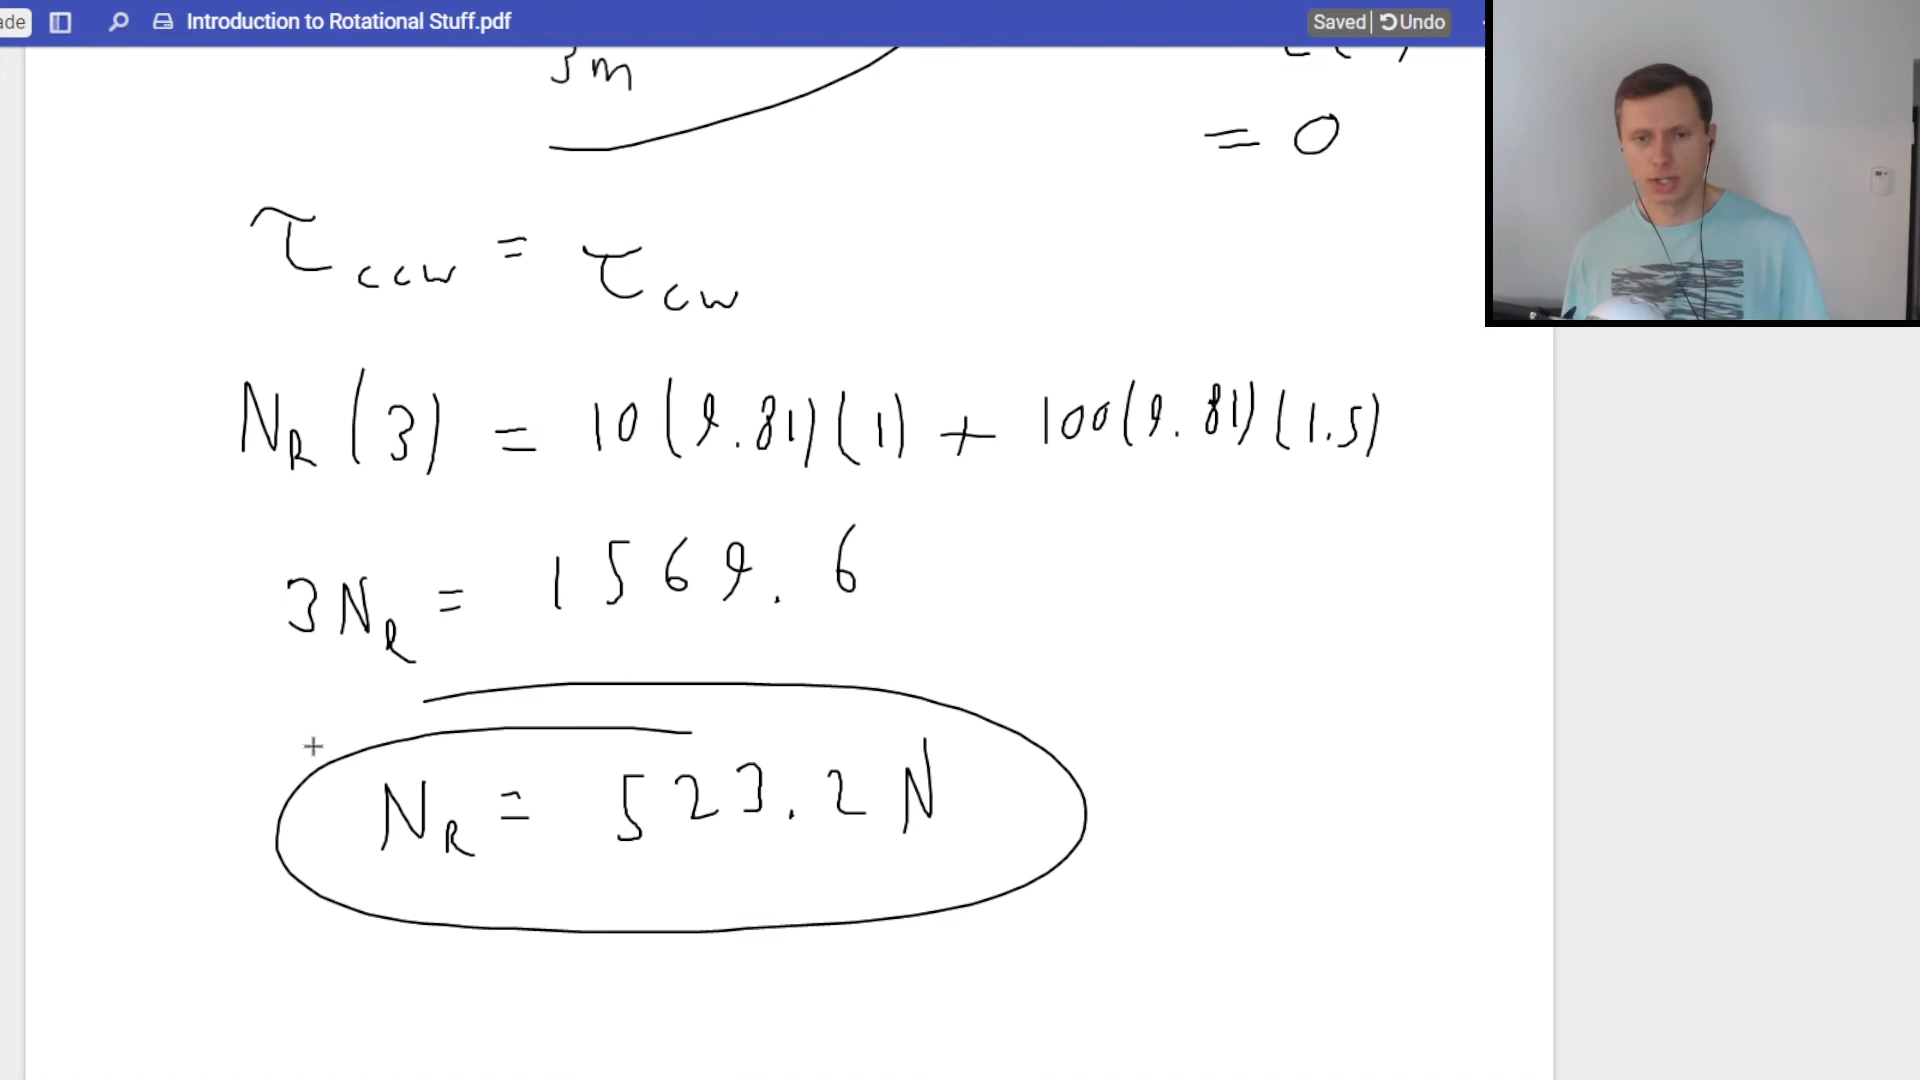 ade Introduction to Rotational Stuff.pdf Saved Undo
3m
= 0
τccw = τcw
NR (3) = 10(9.81)(1) + 100(9.81)(1.5)
3NR = 1569.6
NR = 523.2 N